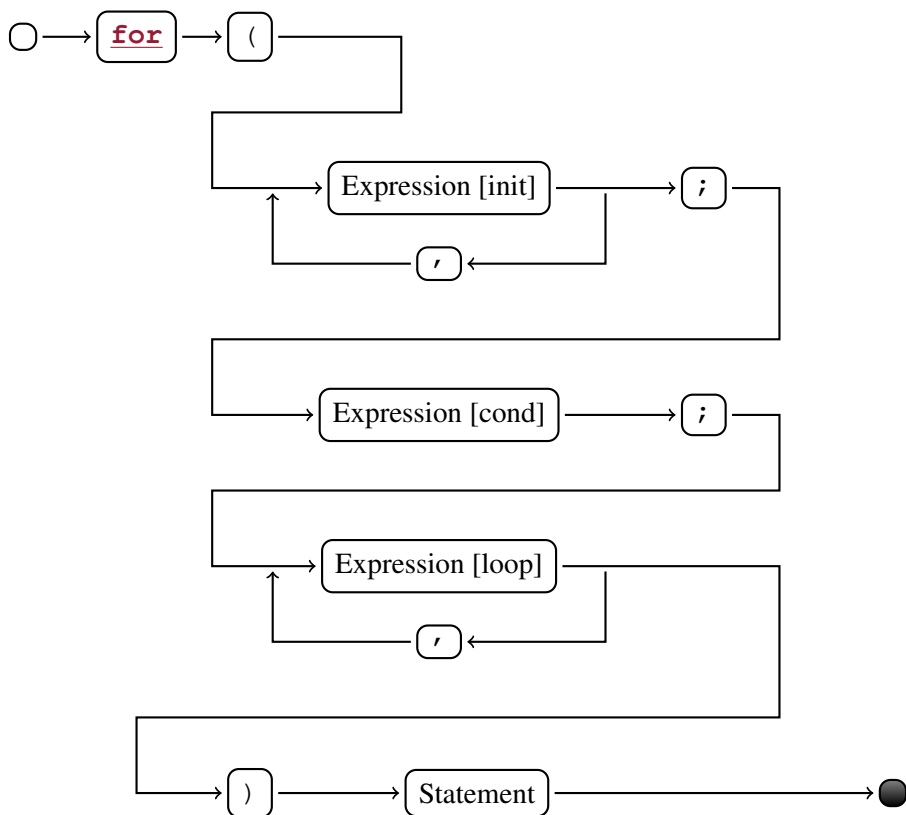 for (
Expression [init] ;
,
Expression [cond] ;
Expression [loop]
,
) Statement